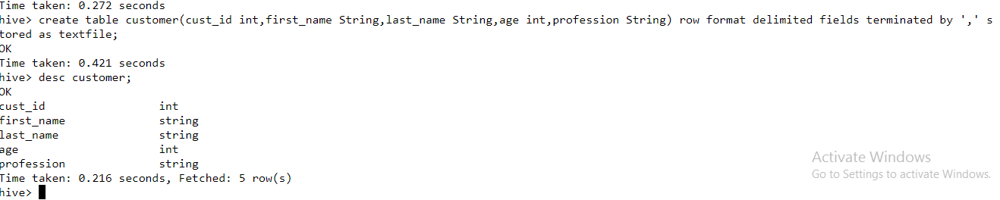 Time taken: 0.272 seconds
hive> create table customer(cust_id int,first_name String,last_name String,age int,profession String) row format delimited fields terminated by ',' s
tored as textfile;
OK
Time taken: 0.421 seconds
hive> desc customer;
OK
cust_id                 int
first_name              string
last_name               string
age                     int
profession              string
Time taken: 0.216 seconds, Fetched: 5 row(s)
hive>
Activate Windows
Go to Settings to activate Windows.